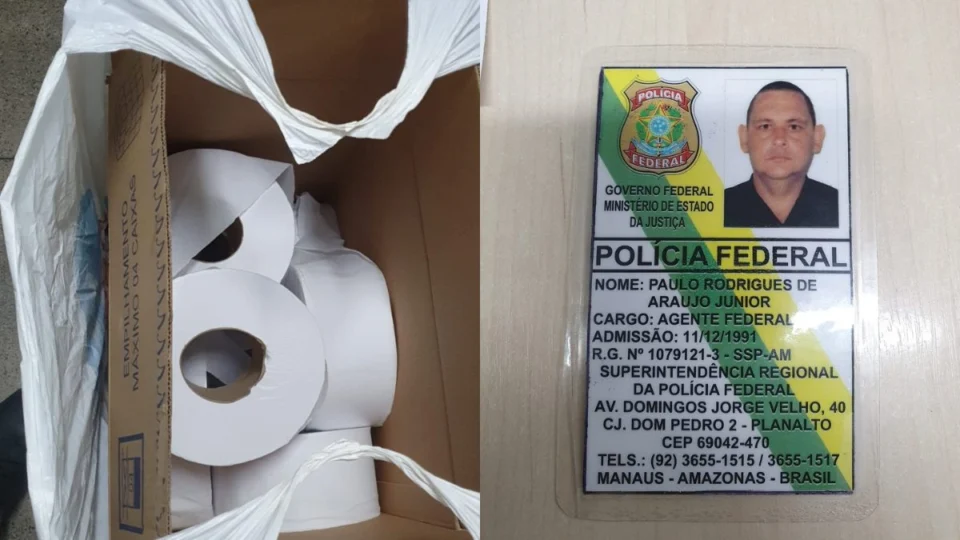 EMPILHAMENTO
MÁXIMO 04 CAIXAS
POLÍCIA
FEDERAL
GOVERNO FEDERAL
MINISTÉRIO DE ESTADO
DA JUSTIÇA
POLÍCIA FEDERAL
NOME: PAULO RODRIGUES DE
ARAUJO JUNIOR
CARGO: AGENTE FEDERAL
ADMISSÃO: 11/12/1991
R.G. Nº 1079121-3 - SSP-AM
SUPERINTENDÊNCIA REGIONAL
DA POLÍCIA FEDERAL
AV. DOMINGOS JORGE VELHO, 40
CJ. DOM PEDRO 2 - PLANALTO
CEP 69042-470
TELS.: (92) 3655-1515 / 3655-1517
MANAUS - AMAZONAS - BRASIL